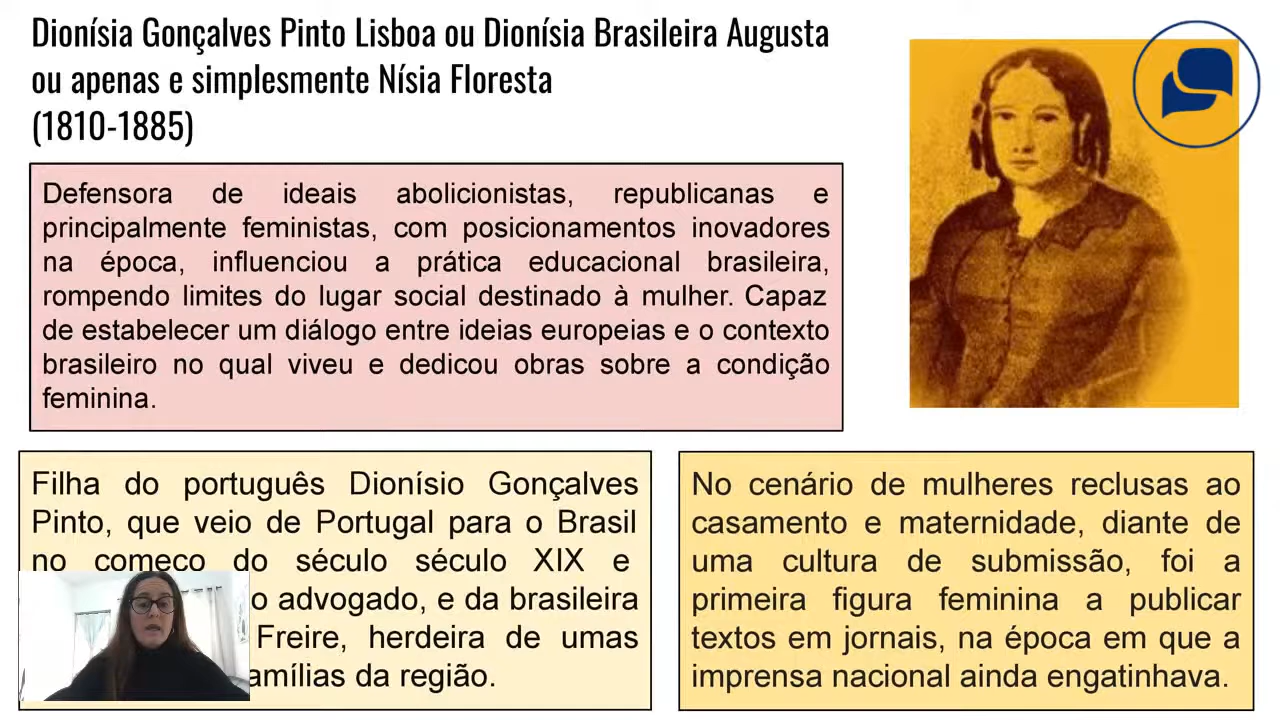 Dionísia Gonçalves Pinto Lisboa ou Dionísia Brasileira Augusta
ou apenas e simplesmente Nísia Floresta
(1810-1885)
Defensora de ideais abolicionistas, republicanas e
principalmente feministas, com posicionamentos inovadores
na época, influenciou a prática educacional brasileira,
rompendo limites do lugar social destinado à mulher. Capaz
de estabelecer um diálogo entre ideias europeias e o contexto
brasileiro no qual viveu e dedicou obras sobre a condição
feminina.
Filha do português Dionísio Gonçalves
Pinto, que veio de Portugal para o Brasil
no começo do século século XIX e
o advogado, e da brasileira
Freire, herdeira de umas
amílias da região.
No cenário de mulheres reclusas ao
casamento e maternidade, diante de
uma cultura de submissão, foi a
primeira figura feminina a publicar
textos em jornais, na época em que a
imprensa nacional ainda engatinhava.